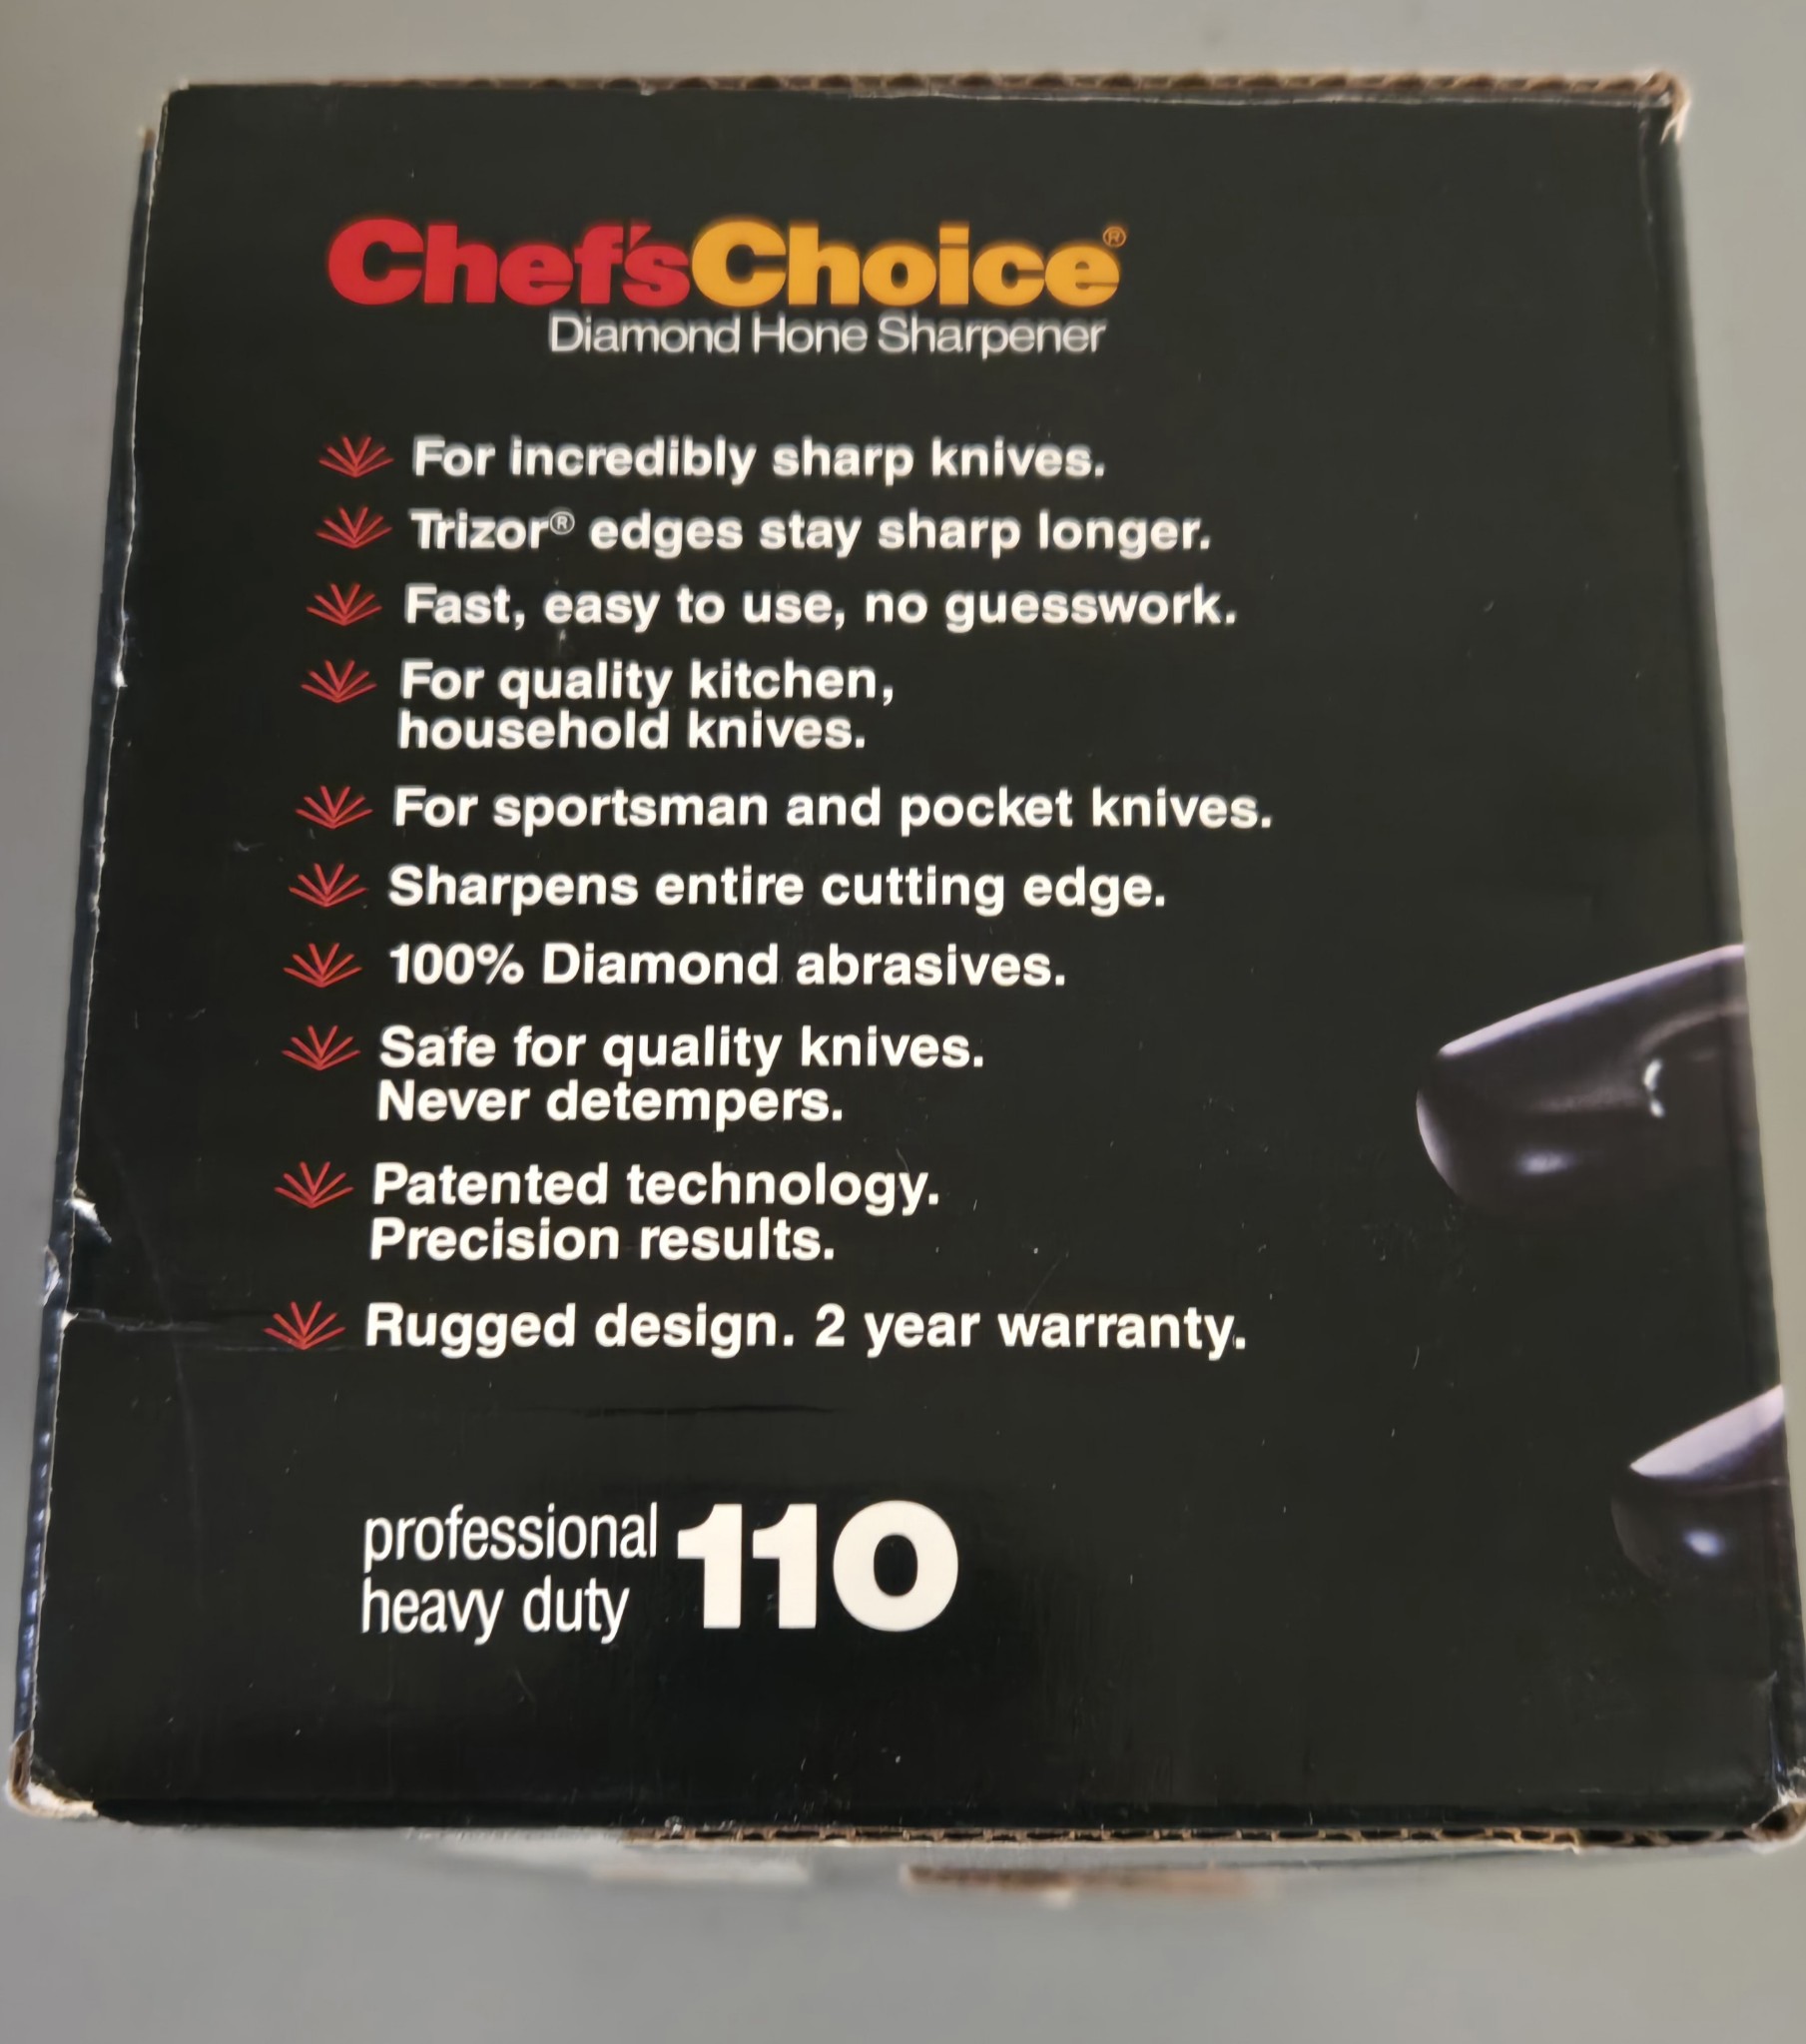 Chef'sChoice®
Diamond Hone Sharpener
For incredibly sharp knives.
Trizor® edges stay sharp longer.
Fast, easy to use, no guesswork.
For quality kitchen,
household knives.
For sportsman and pocket knives.
Sharpens entire cutting edge.
100% Diamond abrasives.
Safe for quality knives.
Never detempers.
Patented technology.
Precision results.
Rugged design. 2 year warranty.
professional
heavy duty
110